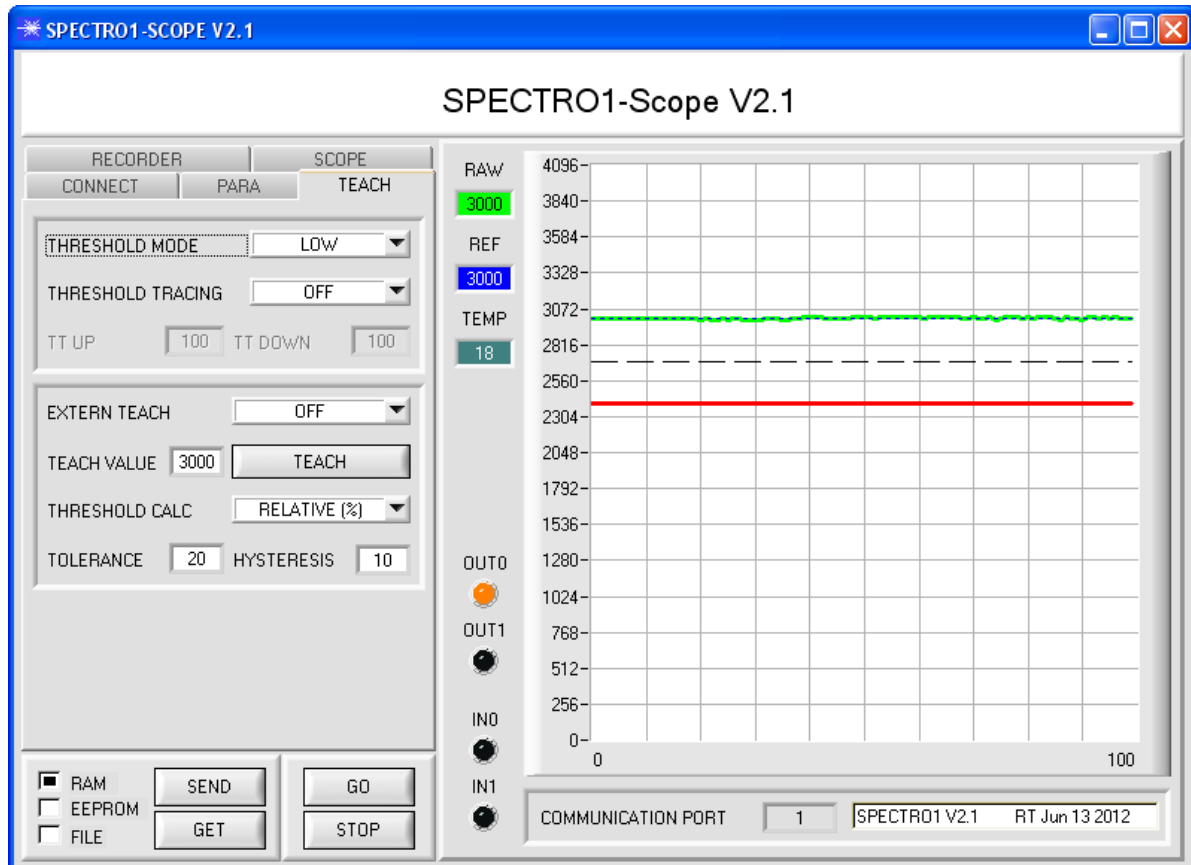 SPECTRO1-SCOPE V2.1
SPECTRO1-Scope V2.1
RECORDER SCOPE
CONNECT PARA TEACH
THRESHOLD MODE LOW
THRESHOLD TRACING OFF
TT UP 100 TT DOWN 100
EXTERN TEACH OFF
TEACH VALUE 3000 TEACH
THRESHOLD CALC RELATIVE (%)
TOLERANCE 20 HYSTERESIS 10
RAM
EEPROM
FILE
SEND
GET
GO
STOP
RAW
3000
REF
3000
TEMP
18
OUT0
OUT1
IN0
IN1
4096
3840
3584
3328
3072
2816
2560
2304
2048
1792
1536
1280
1024
768
512
256
0
0 100
COMMUNICATION PORT 1 SPECTRO1 V2.1 RT Jun 13 2012